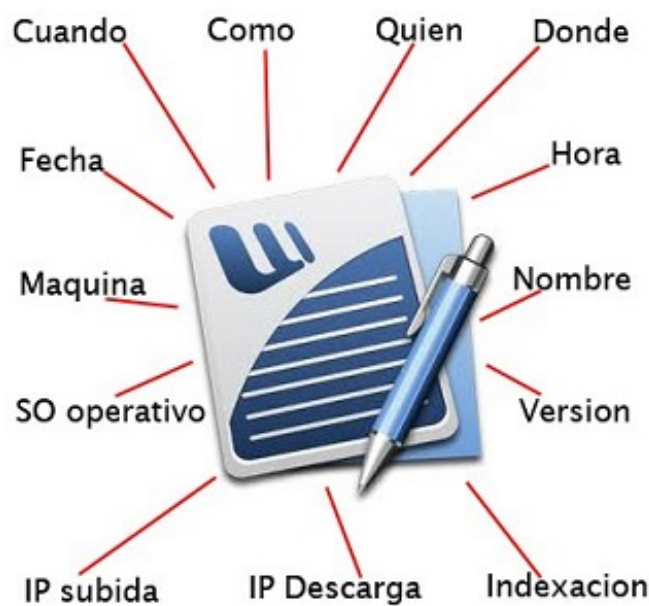 Cuando Como Quien Donde
Fecha Hora
Maquina Nombre
SO operativo Version
IP subida IP Descarga Indexacion